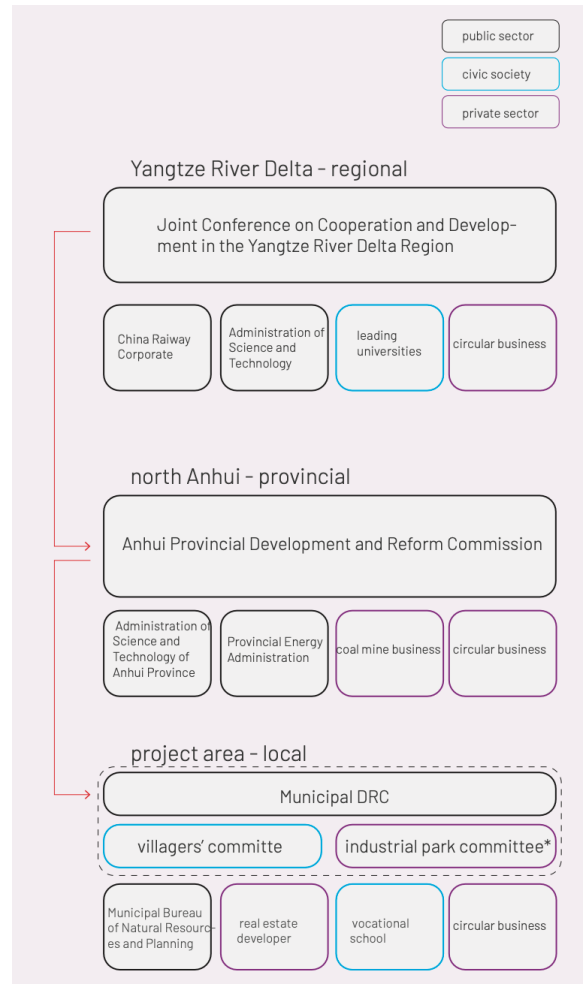 public sector
civic society
private sector
Yangtze River Delta - regional
Joint Conference on Cooperation and Develop-
ment in the Yangtze River Delta Region
China Raiway
Corporate
Administration of
Science and
Technology
leading
universities
circular business
north Anhui - provincial
Anhui Provincial Development and Reform Commission
Administration of
Science and
Technology of
Anhui Province
Provincial Energy
Administration
coal mine business
circular business
project area - local
Municipal DRC
villagers' committe
industrial park committee*
Municipal Bureau
of Natural Resourc-
es and Planning
real estate
developer
vocational
school
circular business